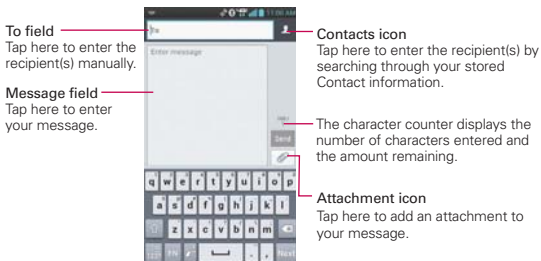 To field
Tap here to enter the
recipient(s) manually.
Message field
Tap here to enter
your message.
11:06 AM
To
Enter message
Send
q w e r t y u i o p
a s d f g h j k l
z x c v b n m
Next
Contacts icon
Tap here to enter the recipient(s) by
searching through your stored
Contact information.
The character counter displays the
number of characters entered and
the amount remaining.
Attachment icon
Tap here to add an attachment to
your message.